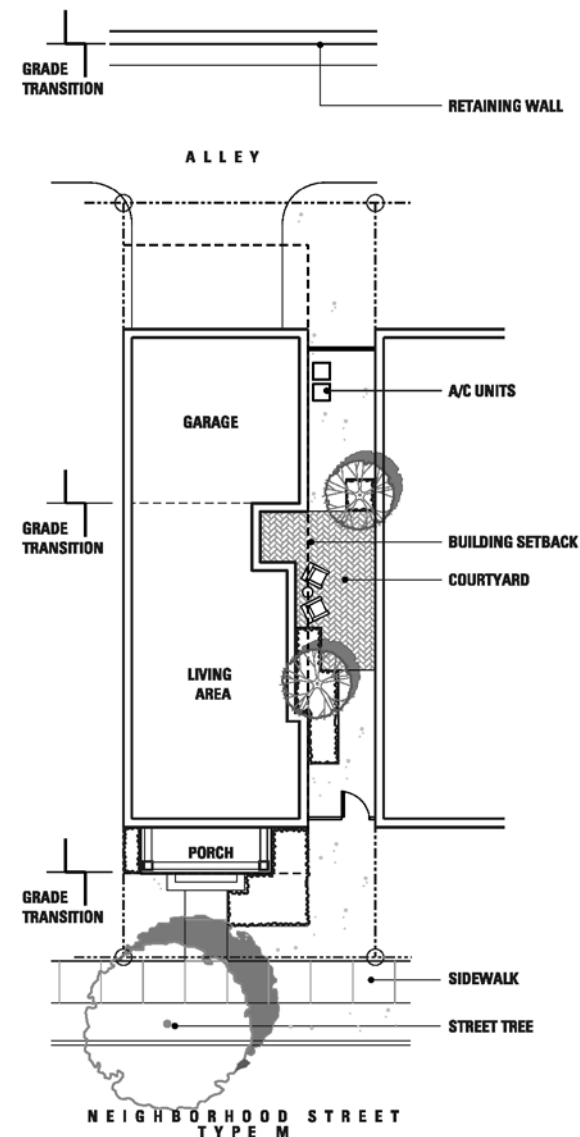 GRADE
TRANSITION
RETAINING WALL
ALLEY
A/C UNITS
GARAGE
GRADE
TRANSITION
BUILDING SETBACK
COURTYARD
LIVING
AREA
PORCH
GRADE
TRANSITION
SIDEWALK
STREET TREE
NEIGHBORHOOD STREET
TYPE M